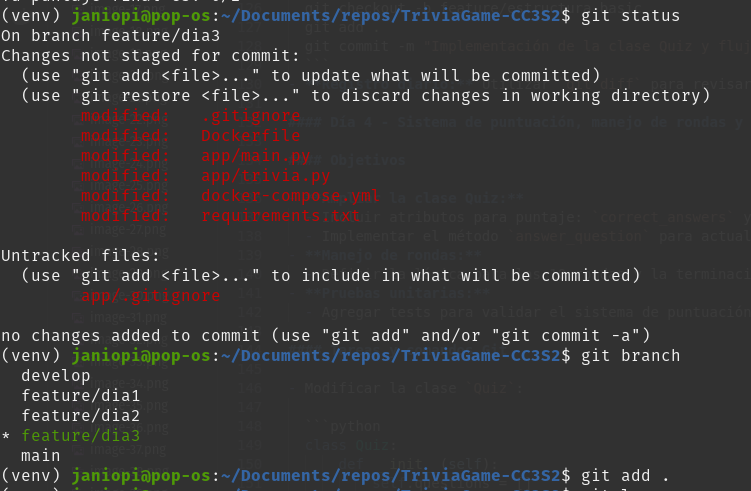 (venv) janiopi@pop-os:~/Documents/repos/TriviaGame-CC3S2$ git status
On branch feature/dia3
Changes not staged for commit:
  (use "git add <file>..." to update what will be committed)
  (use "git restore <file>..." to discard changes in working directory)
        modified:   .gitignore
        modified:   Dockerfile
        modified:   app/main.py
        modified:   app/trivia.py
        modified:   docker-compose.yml
        modified:   requirements.txt

Untracked files:
  (use "git add <file>..." to include in what will be committed)
        app/.gitignore

no changes added to commit (use "git add" and/or "git commit -a")
(venv) janiopi@pop-os:~/Documents/repos/TriviaGame-CC3S2$ git branch
  develop
  feature/dia1
  feature/dia2
* feature/dia3
  main
(venv) janiopi@pop-os:~/Documents/repos/TriviaGame-CC3S2$ git add .